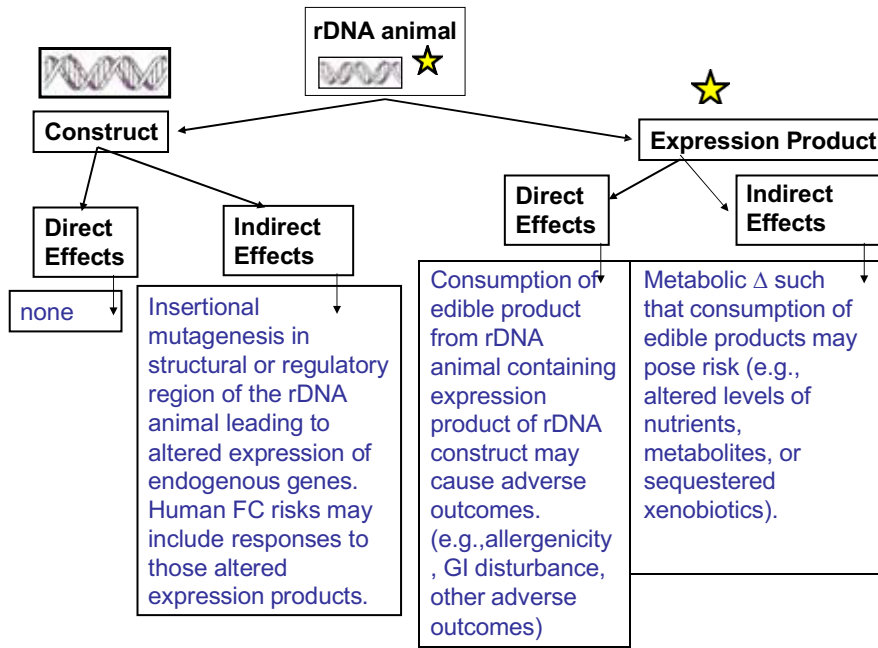 rDNA animal
Construct
Expression Product
Direct
Effects
Indirect
Effects
Direct
Effects
Indirect
Effects
none
Insertional
mutagenesis in
structural or regulatory
region of the rDNA
animal leading to
altered expression of
endogenous genes.
Human FC risks may
include responses to
those altered
expression products.
Consumption of
edible product
from rDNA
animal containing
expression
product of rDNA
construct may
cause adverse
outcomes.
(e.g.,allergenicity
, GI disturbance,
other adverse
outcomes)
Metabolic Δ such
that consumption of
edible products may
pose risk (e.g.,
altered levels of
nutrients,
metabolites, or
sequestered
xenobiotics).